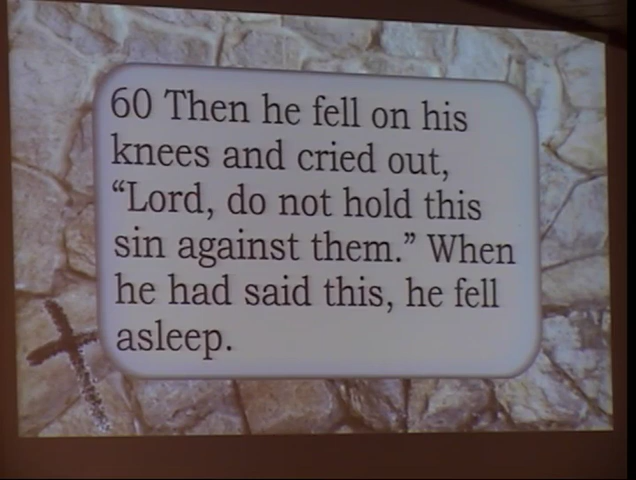 60 Then he fell on his
knees and cried out,
“Lord, do not hold this
sin against them.” When
he had said this, he fell
asleep.